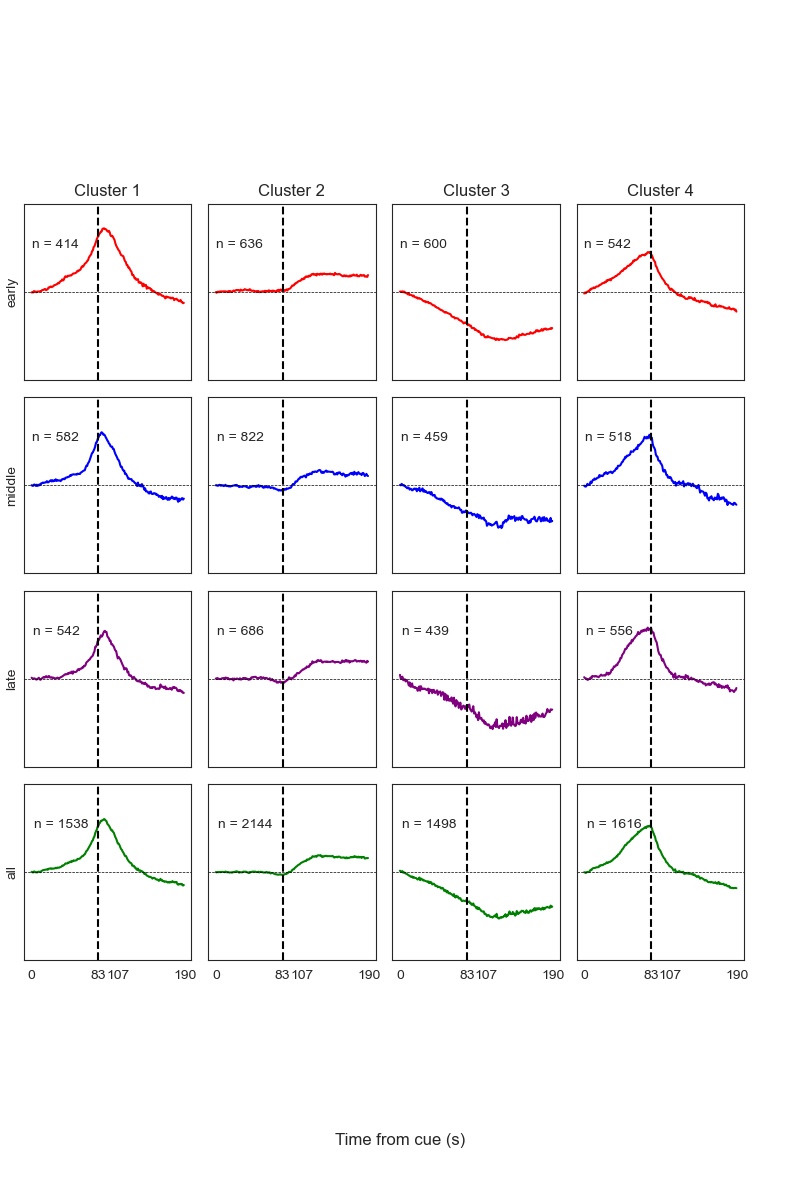 Cluster 1 Cluster 2 Cluster 3 Cluster 4
early
n = 414 n = 636 n = 600 n = 542
middle
n = 582 n = 822 n = 459 n = 518
late
n = 542 n = 686 n = 439 n = 556
all
n = 1538 n = 2144 n = 1498 n = 1616
0 83 107 190 0 83 107 190 0 83 107 190 0 83 107 190
Time from cue (s)